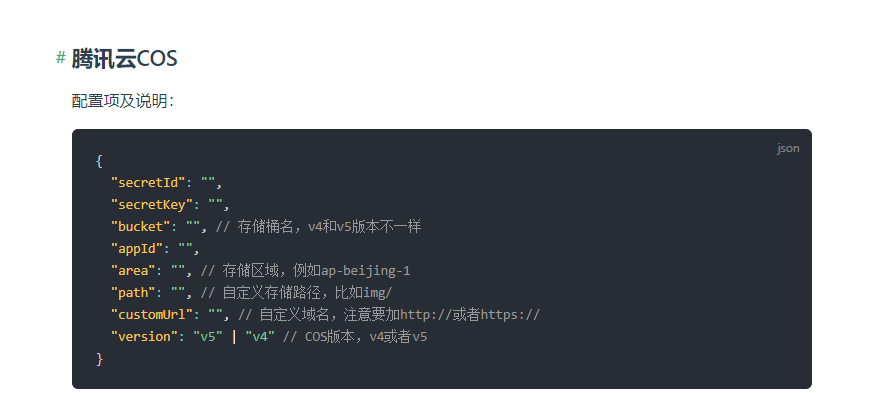 # 腾讯云COS
配置项及说明：
json
{
  "secretId": "",
  "secretKey": "",
  "bucket": "", // 存储桶名，v4和v5版本不一样
  "appId": "",
  "area": "", // 存储区域，例如ap-beijing-1
  "path": "", // 自定义存储路径，比如img/
  "customUrl": "", // 自定义域名，注意要加http://或者https://
  "version": "v5" | "v4" // COS版本，v4或者v5
}